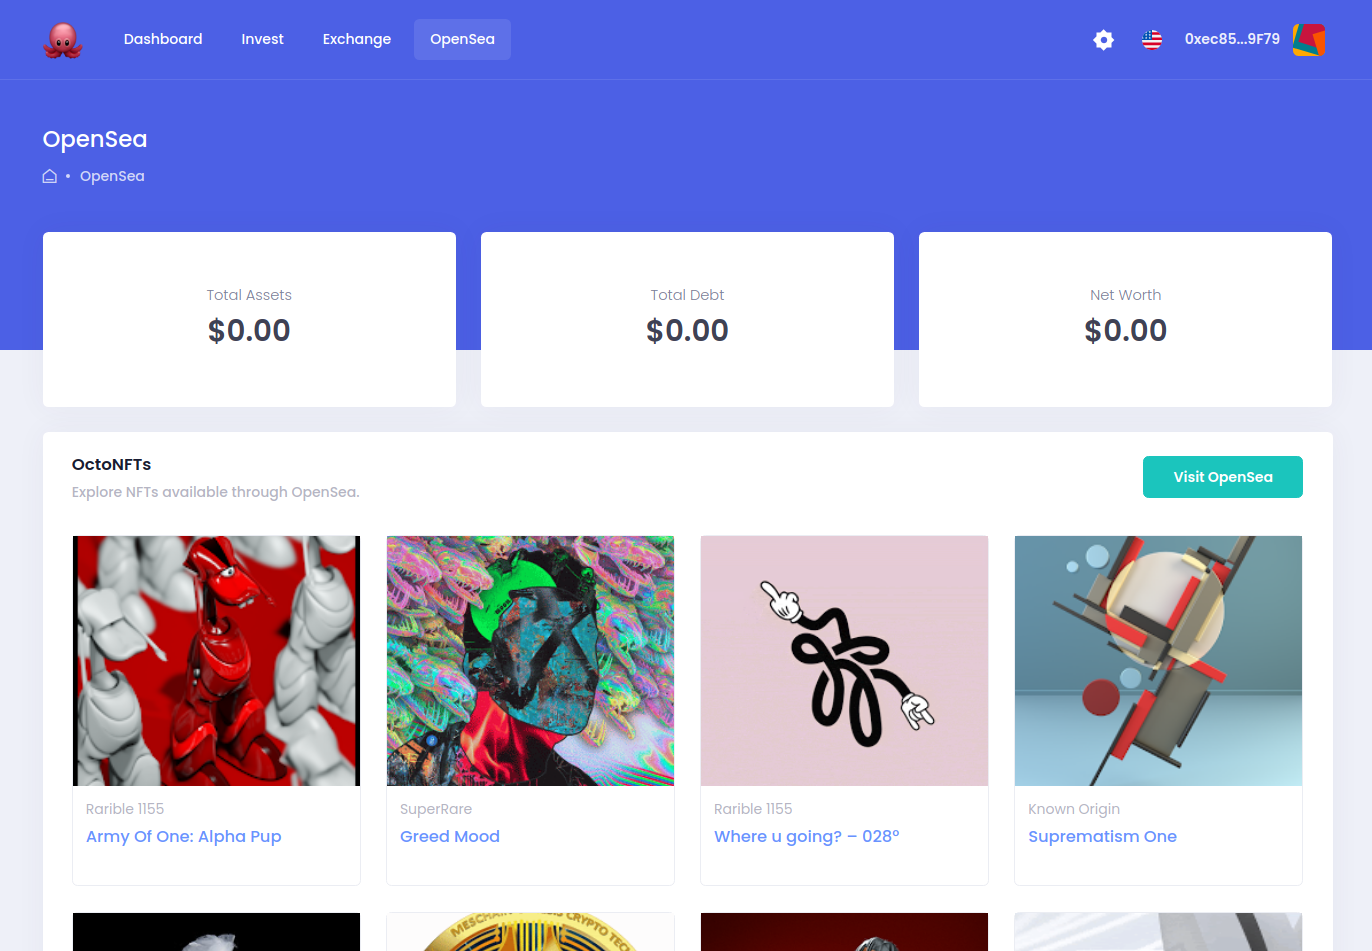 Dashboard Invest Exchange OpenSea 0xec85...9F79
OpenSea
OpenSea
Total Assets Total Debt Net Worth
$0.00 $0.00 $0.00
OctoNFTs
Explore NFTs available through OpenSea.
Visit OpenSea
Rarible 1155 SuperRare Rarible 1155 Known Origin
Army Of One: Alpha Pup Greed Mood Where u going? – 028° Suprematism One
CRYPTO